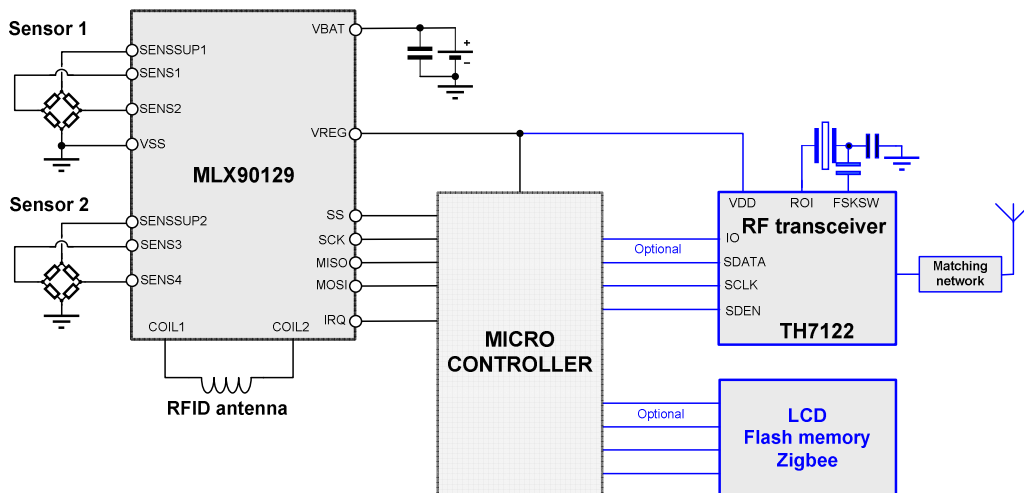 Sensor 1
SENSSUP1
SENS1
SENS2
VSS
Sensor 2
SENSSUP2
SENS3
SENS4
COIL1
COIL2
RFID antenna
MLX90129
VBAT
+
−
VREG
SS
SCK
MISO
MOSI
IRQ
MICRO
CONTROLLER
Optional
Optional
VDD
ROI
FSKSW
RF transceiver
IO
SDATA
SCLK
SDEN
TH7122
Matching
network
LCD
Flash memory
Zigbee